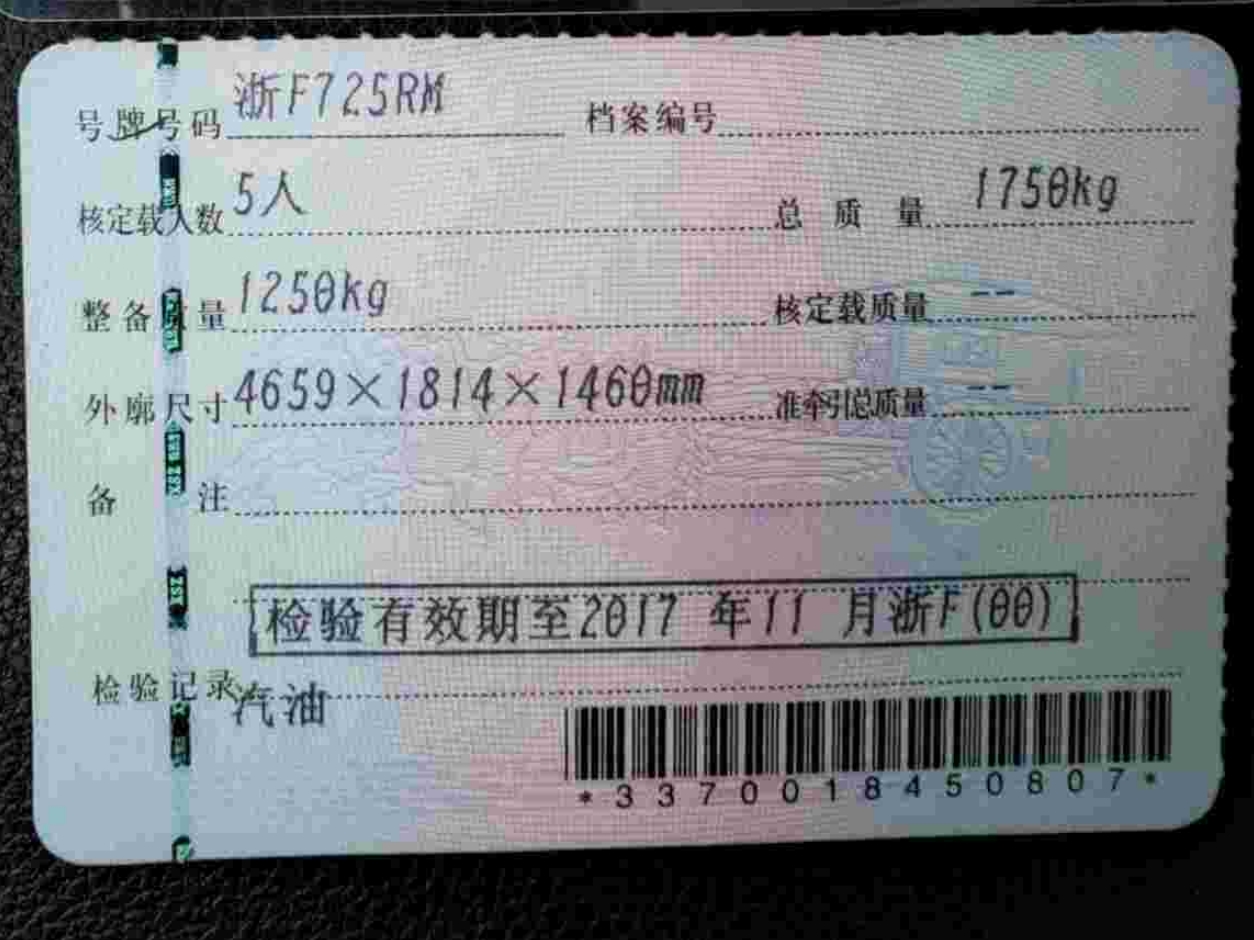 号牌号码 浙F725RM 档案编号
核定载人数 5人 总质量 1750kg
整备质量 1250kg 核定载质量 --
外廓尺寸 4659×1814×1460mm 准牵引总质量 --
备注
检验有效期至2017 年11 月浙F(00)
检验记录 汽油
*3370018450807*